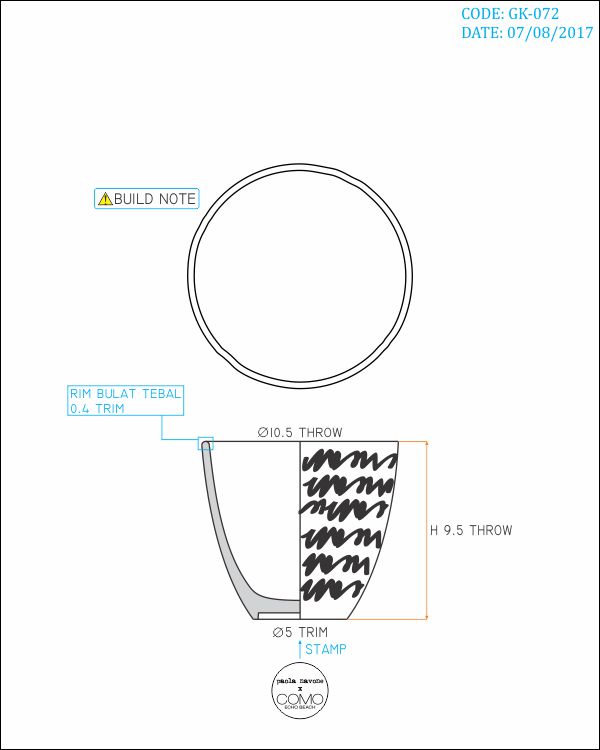 CODE: GK-072
DATE: 07/08/2017
BUILD NOTE
RIM BULAT TEBAL
0.4 TRIM
Ø10.5 THROW
H 9.5 THROW
Ø5 TRIM
STAMP
paola navone
x
COMO
ECHO BEACH